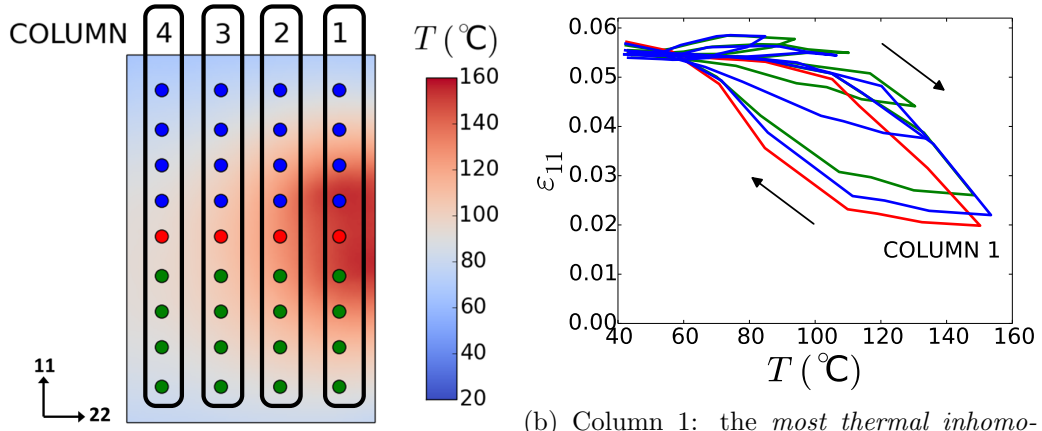 COLUMN 4 3 2 1
T (℃)
160
140
120
100
80
60
40
20
11
22
0.06
0.05
0.04
0.03
0.02
0.01
0.00
ε11
40 60 80 100 120 140 160
T (℃)
COLUMN 1
(b) Column 1: the most thermal inhomo-